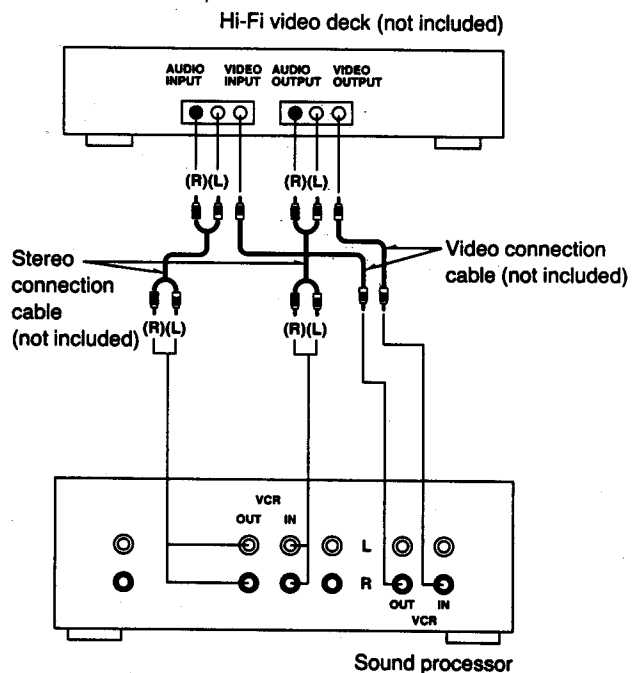 Hi-Fi video deck (not included)
AUDIO INPUT
VIDEO INPUT
AUDIO OUTPUT
VIDEO OUTPUT
(R)(L)
(R)(L)
Stereo
connection
cable
(not included)
Video connection
cable (not included)
(R)(L)
(R)(L)
VCR
OUT IN
L
R
OUT IN
VCR
Sound processor